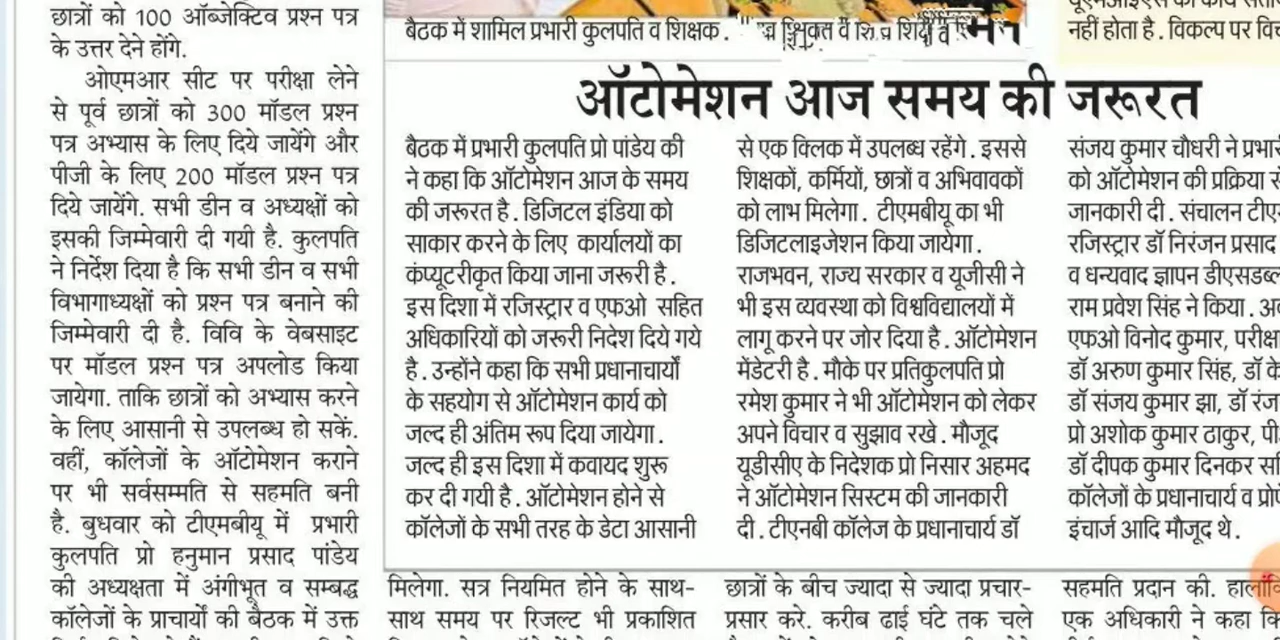 छात्रों को 100 ऑब्जेक्टिव प्रश्न पत्र
के उत्तर देने होंगे.
ओएमआर सीट पर परीक्षा लेने
से पूर्व छात्रों को 300 मॉडल प्रश्न
पत्र अभ्यास के लिए दिये जायेंगे और
पीजी के लिए 200 मॉडल प्रश्न पत्र
दिये जायेंगे. सभी डीन व अध्यक्षों को
इसकी जिम्मेवारी दी गयी है. कुलपति
ने निर्देश दिया है कि सभी डीन व सभी
विभागाध्यक्षों को प्रश्न पत्र बनाने की
जिम्मेवारी दी है. विवि के वेबसाइट
पर मॉडल प्रश्न पत्र अपलोड किया
जायेगा. ताकि छात्रों को अभ्यास करने
के लिए आसानी से उपलब्ध हो सकें.
वहीं, कॉलेजों के ऑटोमेशन कराने
पर भी सर्वसम्मति से सहमति बनी
है. बुधवार को टीएमबीयू में प्रभारी
कुलपति प्रो हनुमान प्रसाद पांडेय
की अध्यक्षता में अंगीभूत व सम्बद्ध
कॉलेजों के प्राचार्यों की बैठक में उक्त
बैठक में शामिल प्रभारी कुलपति व शिक्षक.
नहीं होता है. विकल्प पर
ऑटोमेशन आज समय की जरूरत
बैठक में प्रभारी कुलपति प्रो पांडेय की
ने कहा कि ऑटोमेशन आज के समय
की जरूरत है. डिजिटल इंडिया को
साकार करने के लिए कार्यालयों का
कंप्यूटरीकृत किया जाना जरूरी है.
इस दिशा में रजिस्ट्रार व एफओ सहित
अधिकारियों को जरूरी निदेश दिये गये
है. उन्होंने कहा कि सभी प्रधानाचार्यों
के सहयोग से ऑटोमेशन कार्य को
जल्द ही अंतिम रूप दिया जायेगा.
जल्द ही इस दिशा में कवायद शुरू
कर दी गयी है. ऑटोमेशन होने से
कॉलेजों के सभी तरह के डेटा आसानी
से एक क्लिक में उपलब्ध रहेंगे. इससे
शिक्षकों, कर्मियों, छात्रों व अभिवावकों
को लाभ मिलेगा. टीएमबीयू का भी
डिजिटलाइजेशन किया जायेगा.
राजभवन, राज्य सरकार व यूजीसी ने
भी इस व्यवस्था को विश्वविद्यालयों में
लागू करने पर जोर दिया है. ऑटोमेशन
मेंडेटरी है. मौके पर प्रतिकुलपति प्रो
रमेश कुमार ने भी ऑटोमेशन को लेकर
अपने विचार व सुझाव रखे. मौजूद
यूडीसीए के निदेशक प्रो निसार अहमद
ने ऑटोमेशन सिस्टम की जानकारी
दी. टीएनबी कॉलेज के प्रधानाचार्य डॉ
संजय कुमार चौधरी ने
को ऑटोमेशन की प्रक्रिया
जानकारी दी. संचालन
रजिस्ट्रार डॉ निरंजन प्रसाद
व धन्यवाद ज्ञापन
राम प्रवेश सिंह ने किया.
एफओ विनोद कुमार,
डॉ अरुण कुमार सिंह, डॉ
डॉ संजय कुमार झा, डॉ
प्रो अशोक कुमार ठाकुर,
डॉ दीपक कुमार दिनकर
कॉलेजों के प्रधानाचार्य व
इंचार्ज आदि मौजूद थे.
मिलेगा. सत्र नियमित होने के साथ-
साथ समय पर रिजल्ट भी प्रकाशित
छात्रों के बीच ज्यादा से ज्यादा प्रचार-
प्रसार करे. करीब ढाई घंटे तक चले
सहमति प्रदान की.
एक अधिकारी ने कहा